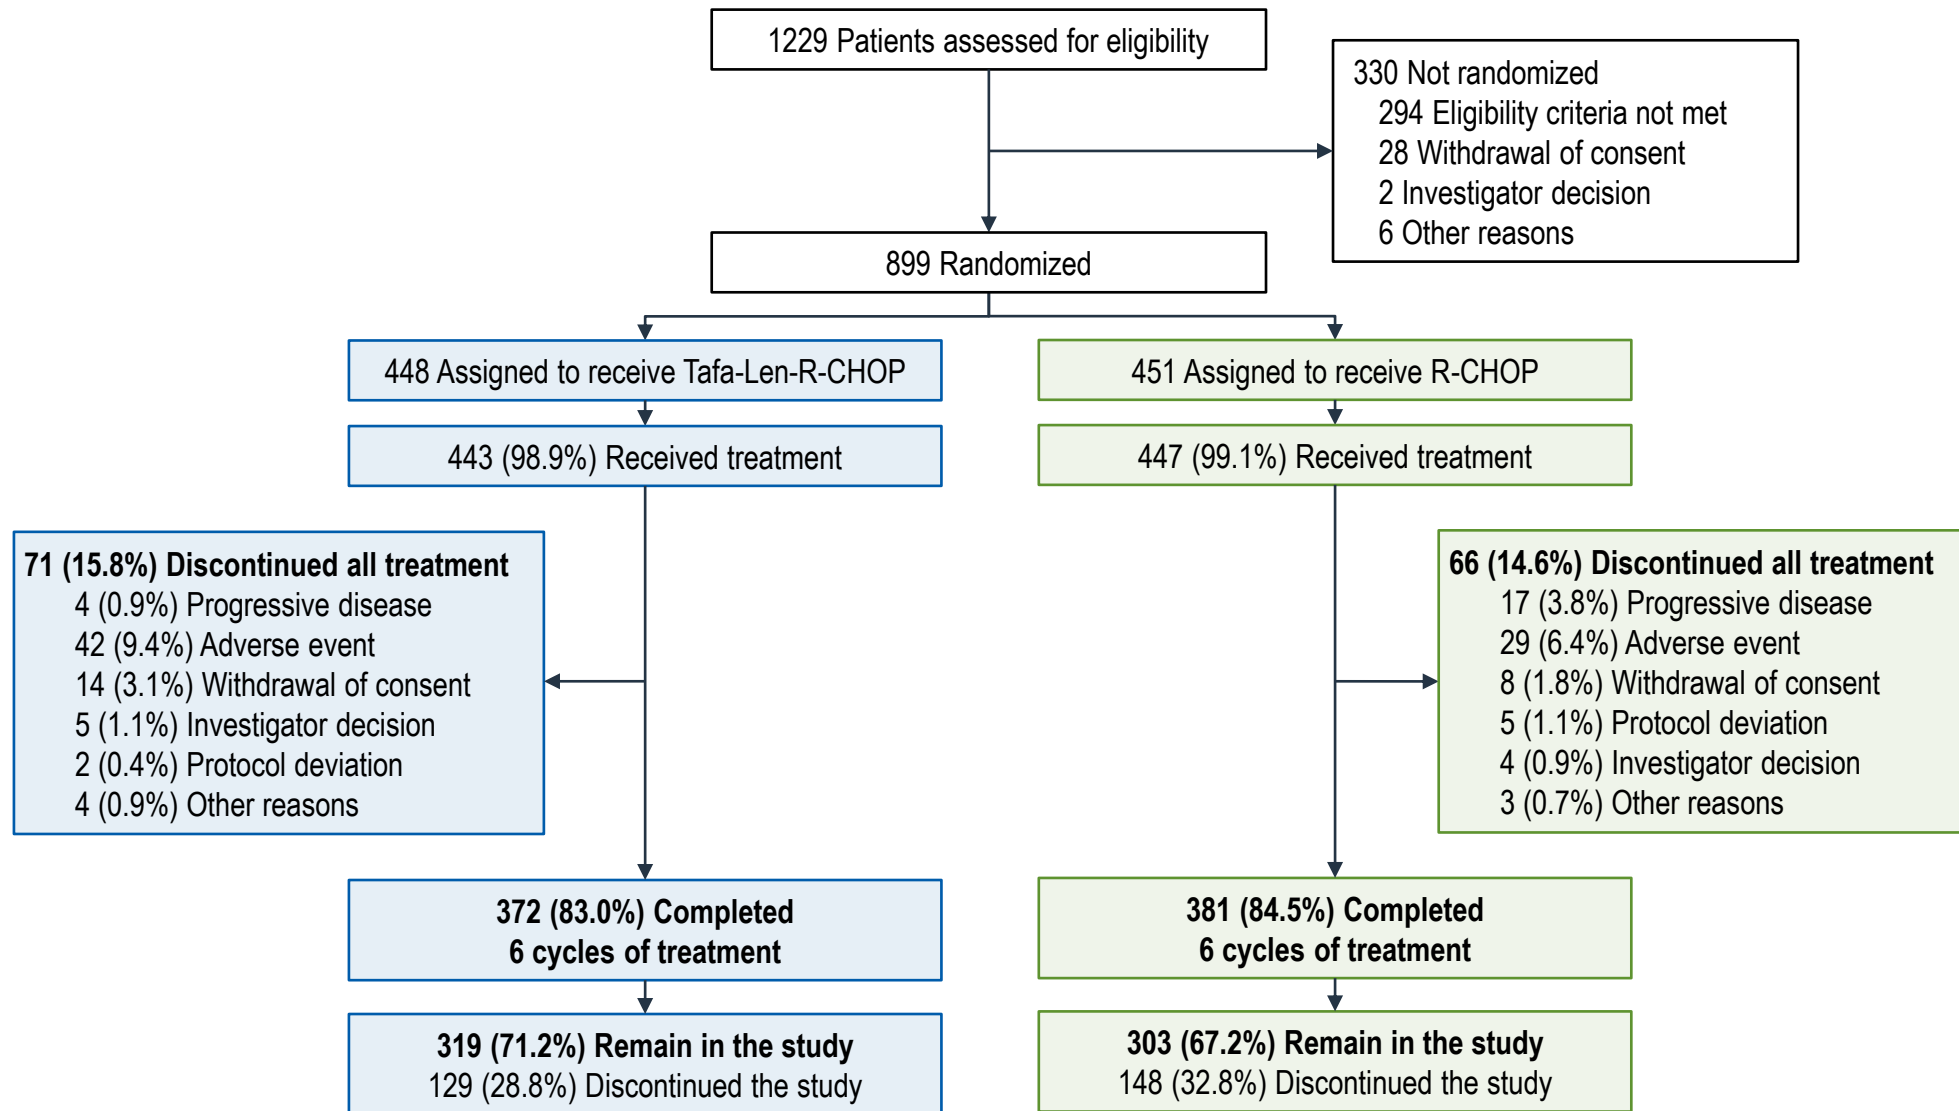 1229 Patients assessed for eligibility
330 Not randomized
294 Eligibility criteria not met
28 Withdrawal of consent
2 Investigator decision
6 Other reasons
899 Randomized
448 Assigned to receive Tafa-Len-R-CHOP
443 (98.9%) Received treatment
71 (15.8%) Discontinued all treatment
4 (0.9%) Progressive disease
42 (9.4%) Adverse event
14 (3.1%) Withdrawal of consent
5 (1.1%) Investigator decision
2 (0.4%) Protocol deviation
4 (0.9%) Other reasons
372 (83.0%) Completed
6 cycles of treatment
319 (71.2%) Remain in the study
129 (28.8%) Discontinued the study
451 Assigned to receive R-CHOP
447 (99.1%) Received treatment
66 (14.6%) Discontinued all treatment
17 (3.8%) Progressive disease
29 (6.4%) Adverse event
8 (1.8%) Withdrawal of consent
5 (1.1%) Protocol deviation
4 (0.9%) Investigator decision
3 (0.7%) Other reasons
381 (84.5%) Completed
6 cycles of treatment
303 (67.2%) Remain in the study
148 (32.8%) Discontinued the study